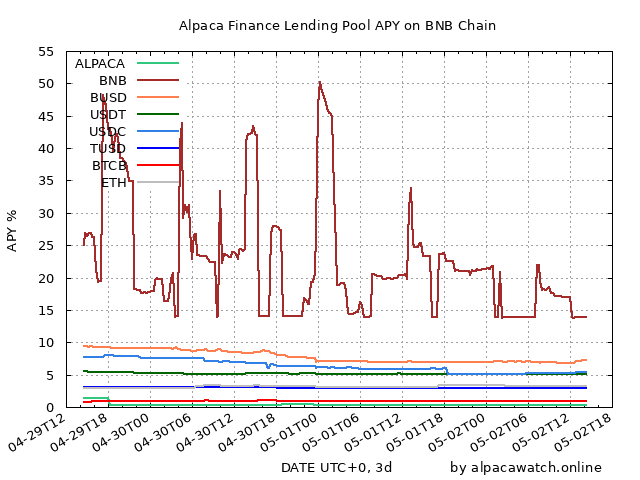 Alpaca Finance Lending Pool APY on BNB Chain
55
50
45
40
35
30
25
20
15
10
5
0
APY %
ALPACA
BNB
BUSD
USDT
USDC
TUSD
BTCB
ETH
04-29T12
04-29T18
04-30T00
04-30T06
04-30T12
04-30T18
05-01T00
05-01T06
05-01T12
05-01T18
05-02T00
05-02T06
05-02T12
05-02T18
DATE UTC+0, 3d by alpacawatch.online